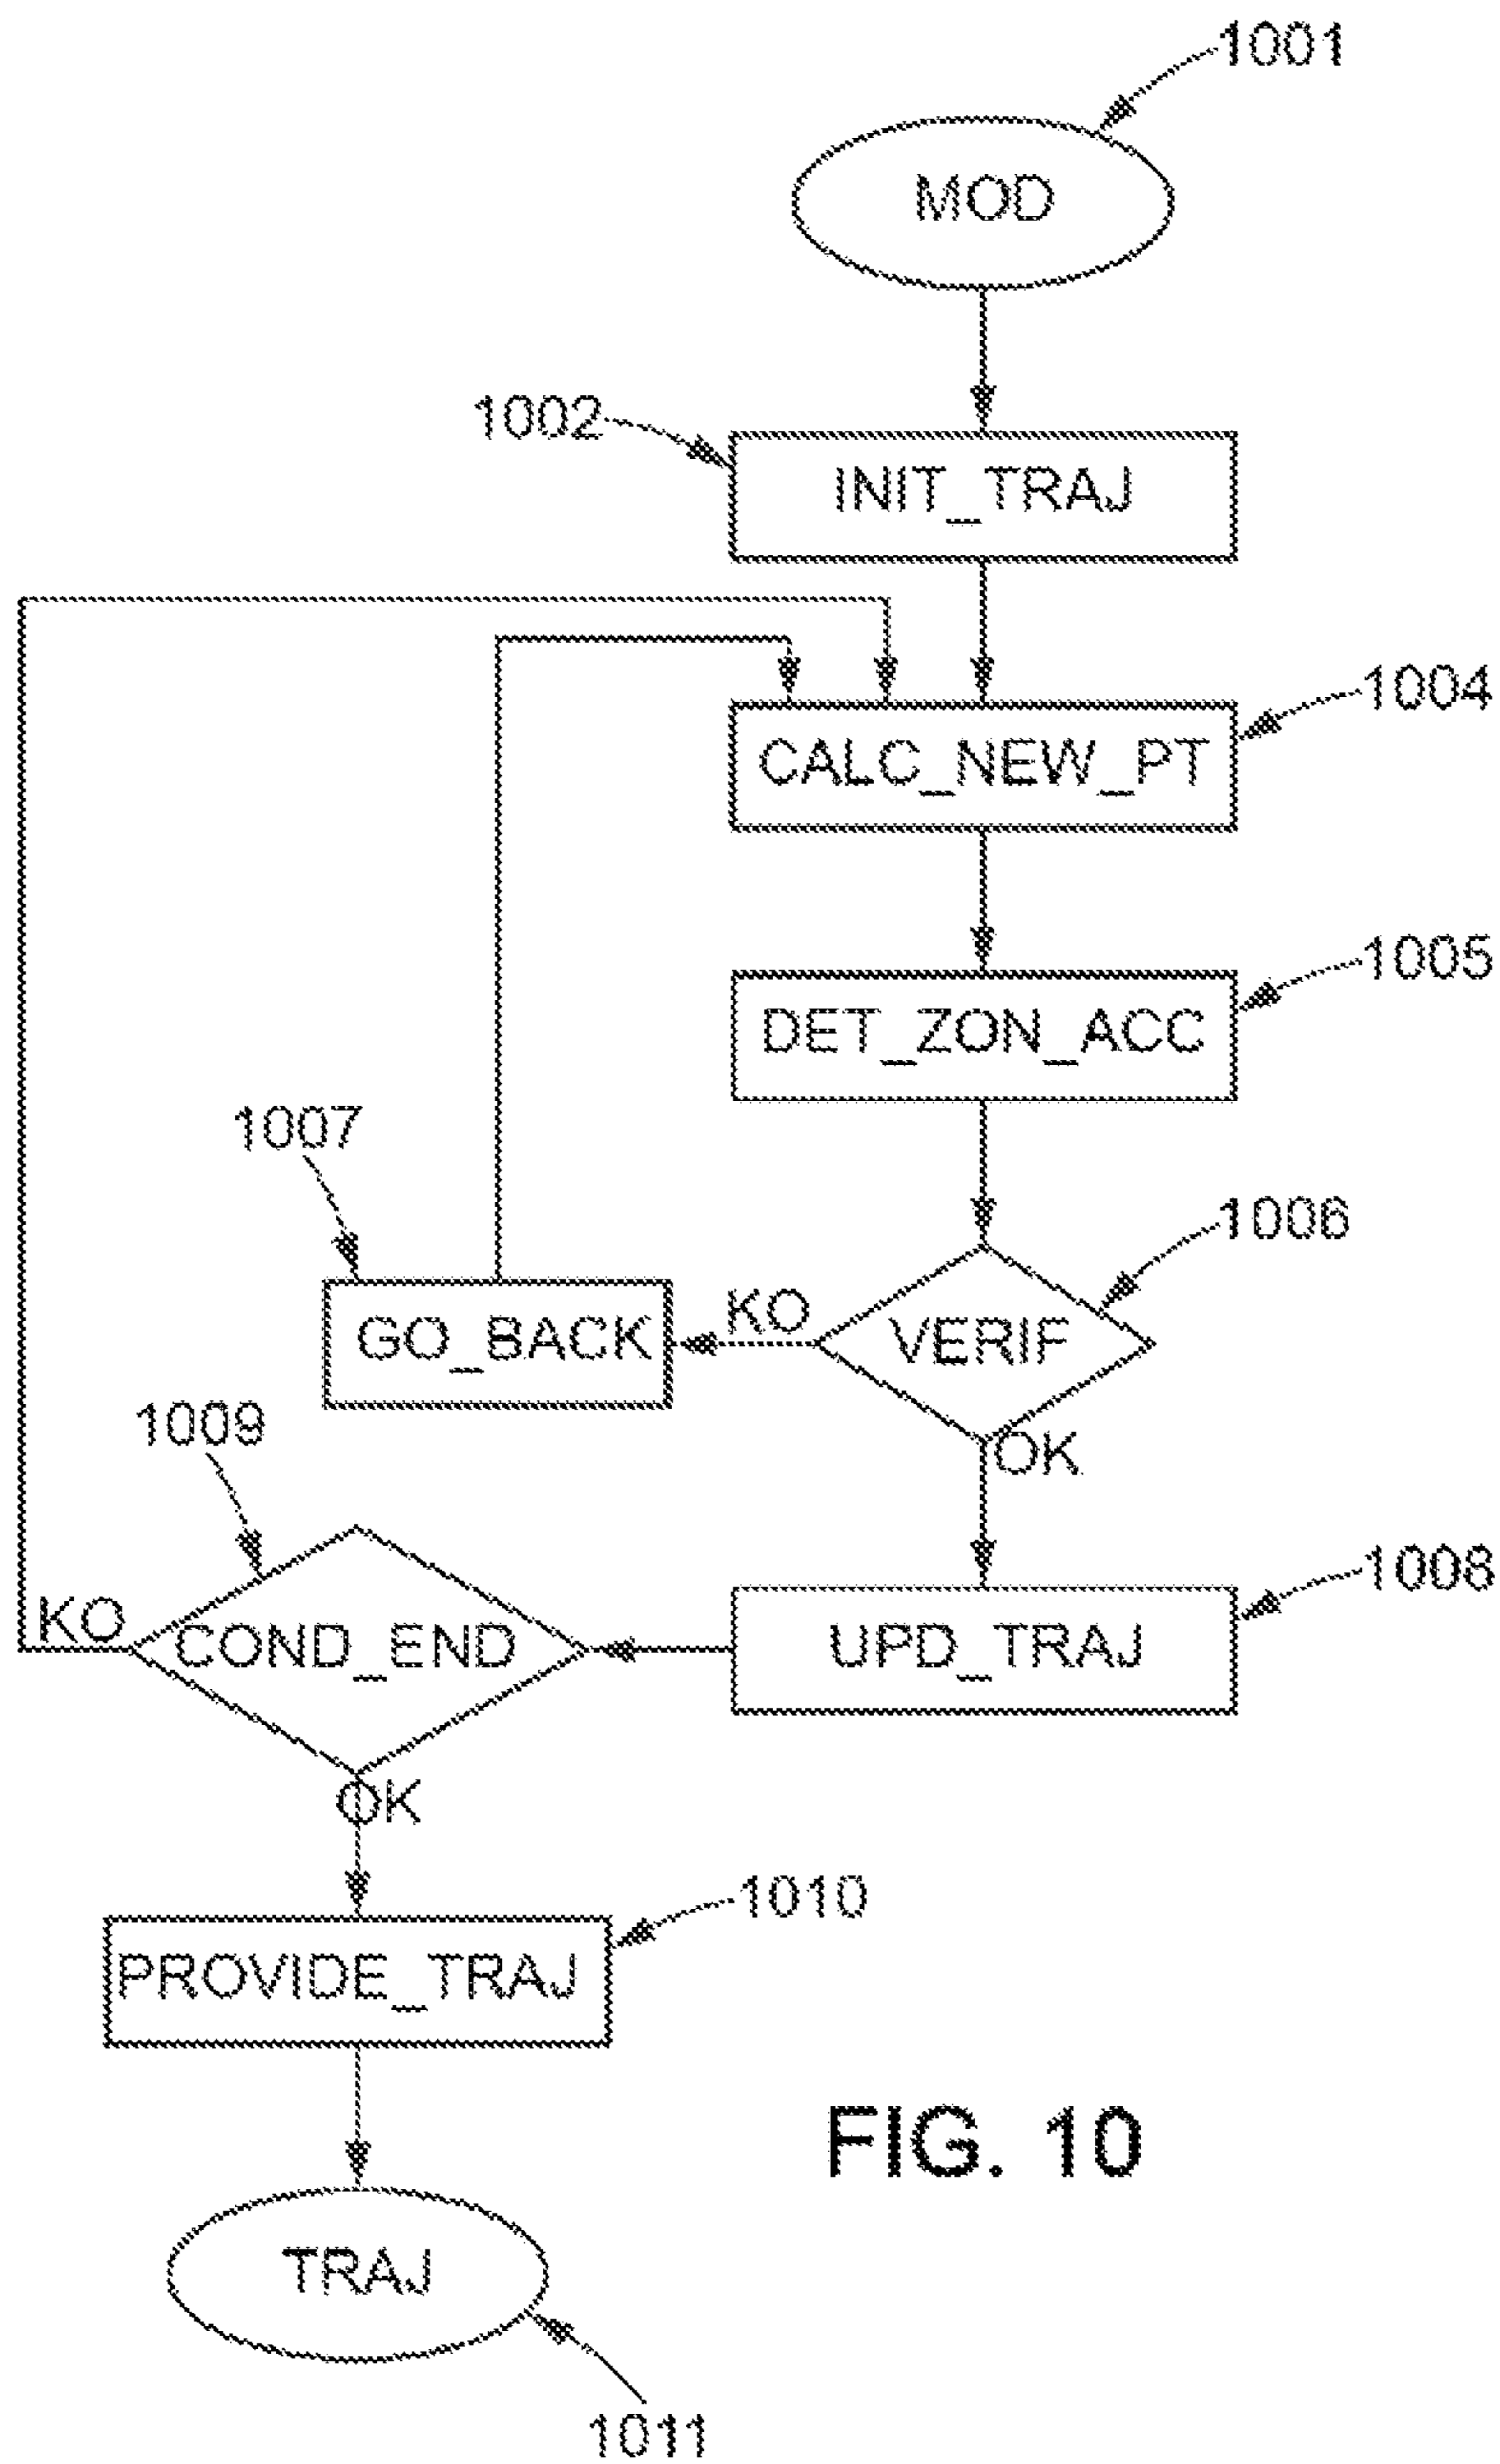 1001
MOD
1002
INIT_TRAJ
1004
CALC_NEW_PT
1005
DET_ZON_ACC
1007
1006
GO_BACK
KO
VERIF
1009
OK
1008
KO
COND_END
UPD_TRAJ
OK
1010
PROVIDE_TRAJ
FIG. 10
TRAJ
1011